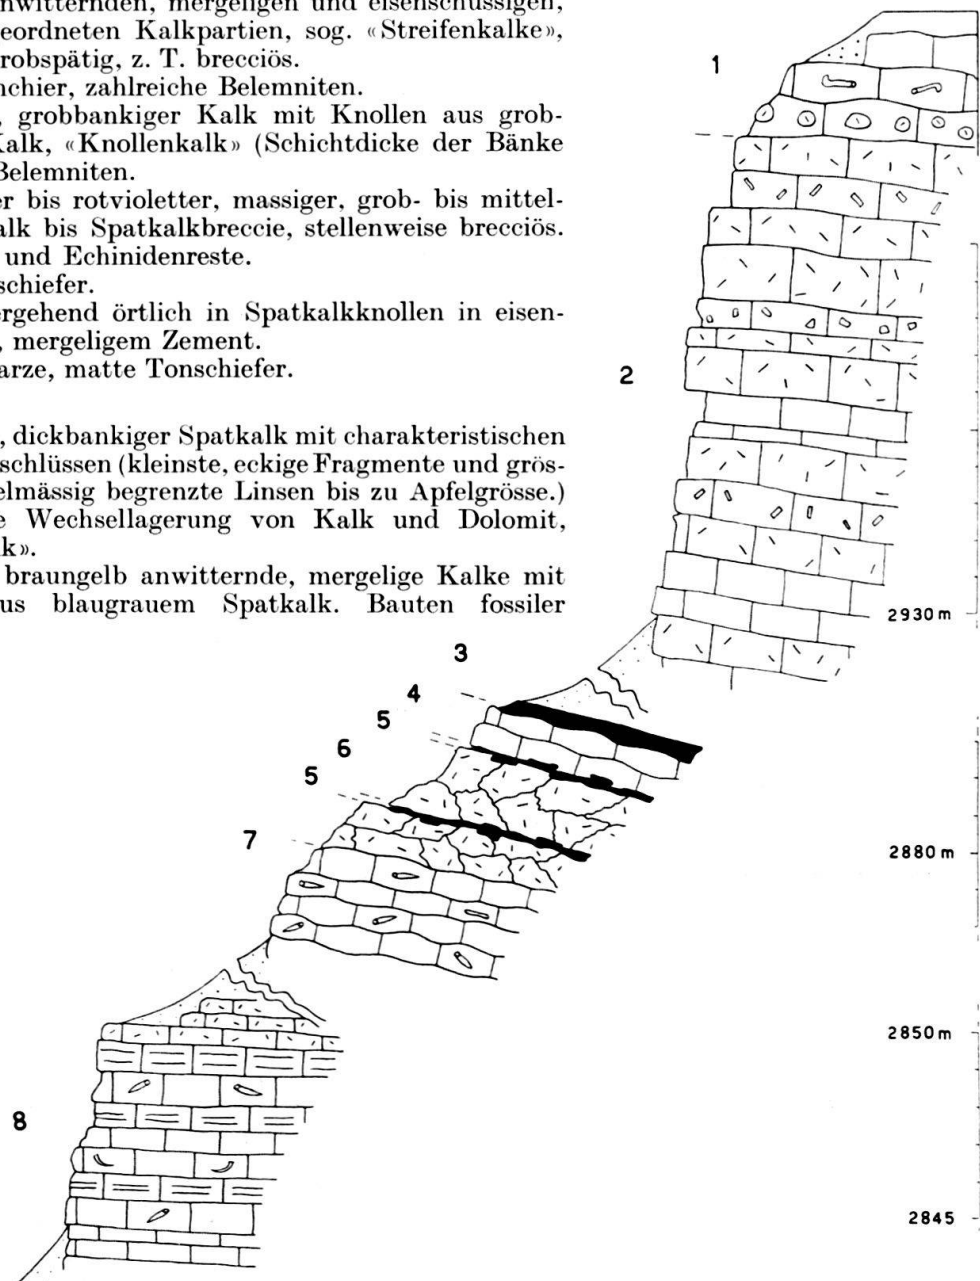 nwitternden, mergeligen und eisenschüssigen,
eordneten Kalkpartien, sog. «Streifenkalke»,
robspätig, z. T. brecciös.
nchier, zahlreiche Belemniten.
, grobbankiger Kalk mit Knollen aus grob-
Kalk, «Knollenkalk» (Schichtdicke der Bänke
Belemniten.
er bis rotvioletter, massiger, grob- bis mittel-
alk bis Spatkalkbreccie, stellenweise brecciös.
und Echinidenreste.
schiefer.
ergehend örtlich in Spatkalkknollen in eisen-
, mergeligem Zement.
arze, matte Tonschiefer.
, dickbankiger Spatkalk mit charakteristischen
schlüssen (kleinste, eckige Fragmente und grös-
elmässig begrenzte Linsen bis zu Apfelgrösse.)
e Wechsellagerung von Kalk und Dolomit,
k».
braungelb anwitternde, mergelige Kalke mit
us blaugrauem Spatkalk. Bauten fossiler
1
2
2930 m
3
4
5
6
5
7
2880 m
2850 m
8
2845